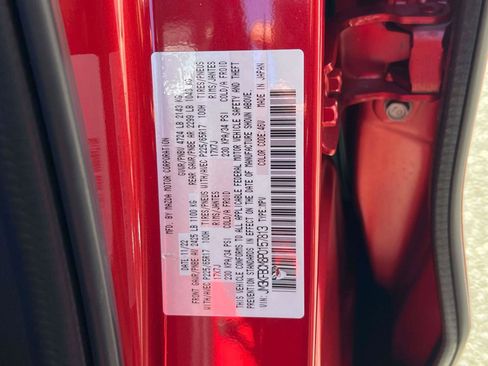 MFD. BY MAZDA MOTOR CORPORATION
DATE 11/22 GVWR/PNBV 4724 LB 2143 KG
FRONT GAWR/PNBE AV 2425 LB 1100 KG REAR GAWR/PNBE AR 2299 LB 1043 KG
WITH/AVEC P225/65R17 100H TIRES/PNEUS WITH/AVEC P225/65R17 100H TIRES/PNEUS
17X7J RIMS/JANTES 17X7J RIMS/JANTES
230 KPA/34 PSI COLD/A FROID 230 KPA/34 PSI COLD/A FROID
THIS VEHICLE CONFORMS TO ALL APPLICABLE FEDERAL MOTOR VEHICLE SAFETY AND THEFT
PREVENTION STANDARDS IN EFFECT ON THE DATE OF MANUFACTURE SHOWN ABOVE.
COLOR CODE 46V MADE IN JAPAN
VIN: TYPE:MPV